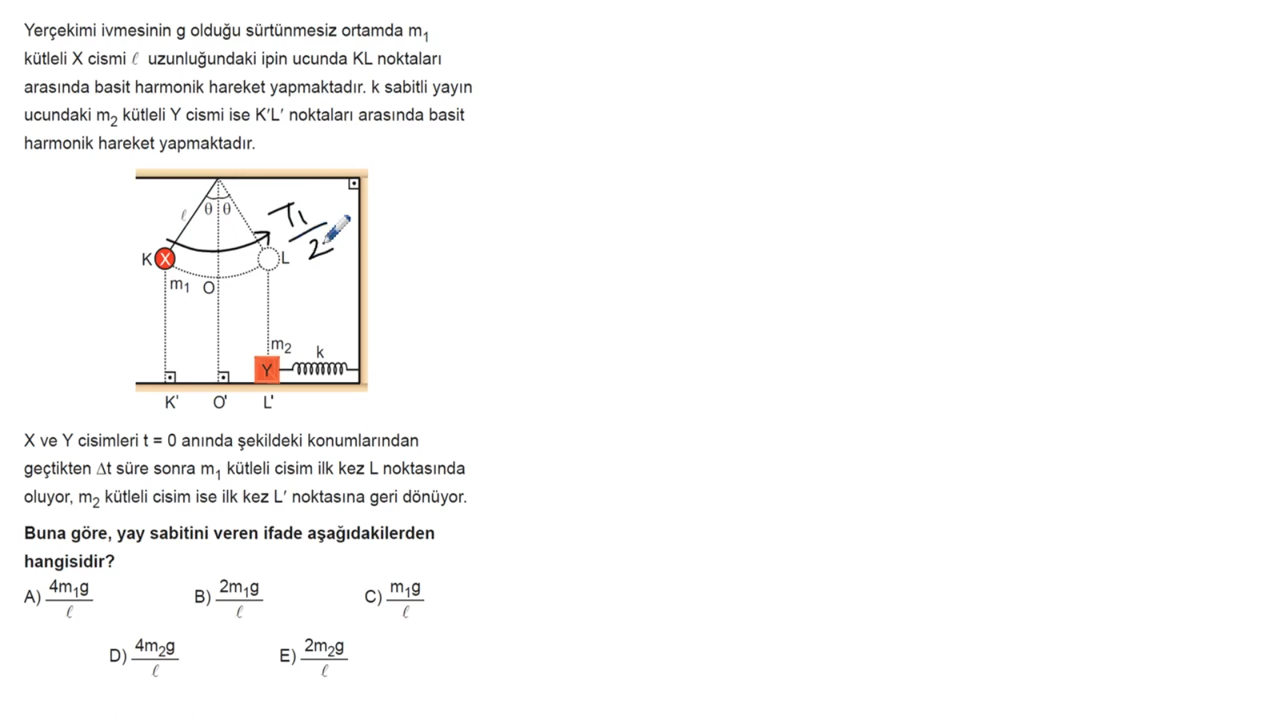 Yerçekimi ivmesinin g olduğu sürtünmesiz ortamda m₁
kütleli X cismi ℓ uzunluğundaki ipin ucunda KL noktaları
arasında basit harmonik hareket yapmaktadır. k sabitli yayın
ucundaki m₂ kütleli Y cismi ise K′L′ noktaları arasında basit
harmonik hareket yapmaktadır.
θ θ
ℓ
T₁/2
K X L
m₁ O
m₂ k
Y
K' O' L'
X ve Y cisimleri t = 0 anında şekildeki konumlarından
geçtikten Δt süre sonra m₁ kütleli cisim ilk kez L noktasında
oluyor, m₂ kütleli cisim ise ilk kez L′ noktasına geri dönüyor.
Buna göre, yay sabitini veren ifade aşağıdakilerden
hangisidir?
A) 4m₁g/ℓ B) 2m₁g/ℓ C) m₁g/ℓ
D) 4m₂g/ℓ E) 2m₂g/ℓ